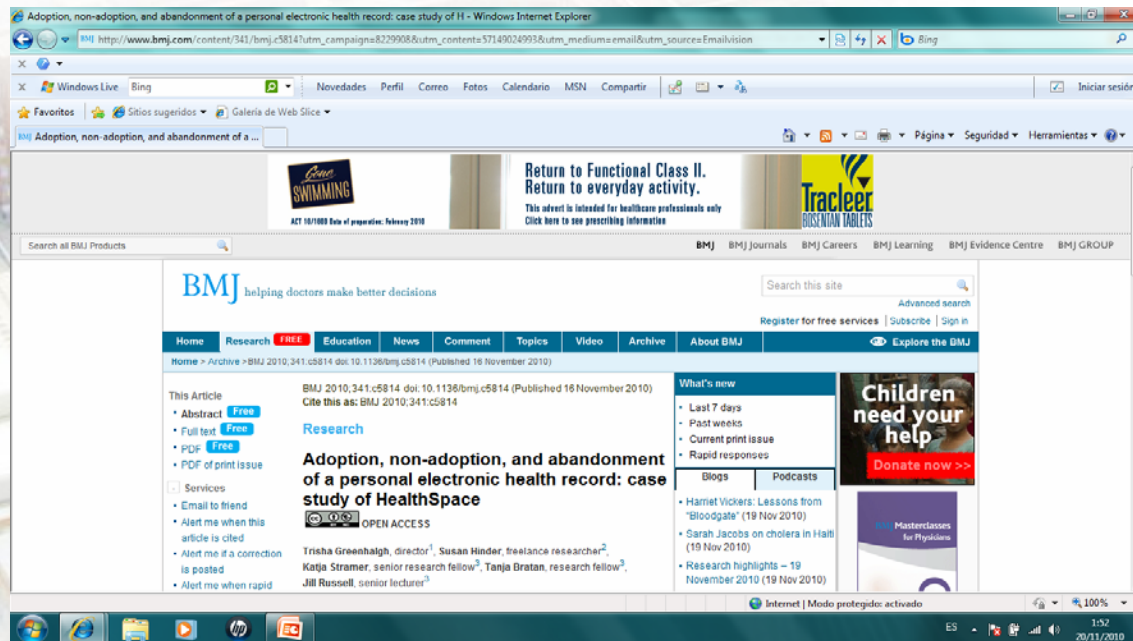 Adoption, non-adoption, and abandonment of a personal electronic health record: case study of H - Windows Internet Explorer
BMJ http://www.bmj.com/content/341/bmj.c5814?utm_campaign=8229908&utm_content=57149024993&utm_medium=email&utm_source=Emailvision
Bing
X
X Windows Live Bing Novedades Perfil Correo Fotos Calendario MSN Compartir Iniciar sesión
Favoritos Sitios sugeridos Galería de Web Slice
BMJ Adoption, non-adoption, and abandonment of a ... Página Seguridad Herramientas
Gone
SWIMMING
ACT 10/1000 Date of preparation: February 2010
Return to Functional Class II.
Return to everyday activity.
This advert is intended for healthcare professionals only
Click here to see prescribing information
Tracleer
BOSENTAN TABLETS
Search all BMJ Products
BMJ BMJ Journals BMJ Careers BMJ Learning BMJ Evidence Centre BMJ GROUP
BMJ helping doctors make better decisions
Search this site
Advanced search
Register for free services | Subscribe | Sign in
Home Research FREE Education News Comment Topics Video Archive About BMJ Explore the BMJ
Home > Archive > BMJ 2010;341:c5814 doi: 10.1136/bmj.c5814 (Published 16 November 2010)
This Article
Abstract Free
Full text Free
PDF Free
PDF of print issue
Services
Email to friend
Alert me when this
article is cited
Alert me if a correction
is posted
Alert me when rapid
BMJ 2010;341:c5814 doi: 10.1136/bmj.c5814 (Published 16 November 2010)
Cite this as: BMJ 2010;341:c5814
Research
Adoption, non-adoption, and abandonment
of a personal electronic health record: case
study of HealthSpace
OPEN ACCESS
Trisha Greenhalgh, director1, Susan Hinder, freelance researcher2,
Katja Stramer, senior research fellow3, Tanja Bratan, research fellow3,
Jill Russell, senior lecturer3
What's new
Last 7 days
Past weeks
Current print issue
Rapid responses
Blogs Podcasts
Harriet Vickers: Lessons from
"Bloodgate" (19 Nov 2010)
Sarah Jacobs on cholera in Haiti
(19 Nov 2010)
Research highlights – 19
November 2010 (19 Nov 2010)
Children
need your
help
Donate now >>
BMJ Masterclasses
for Physicians
Internet | Modo protegido: activado 100%
ES 1:52
20/11/2010